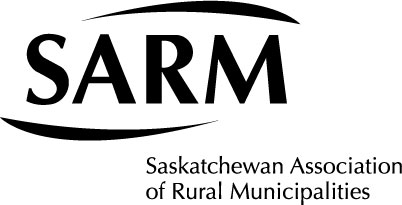 SARM
Saskatchewan Association
of Rural Municipalities